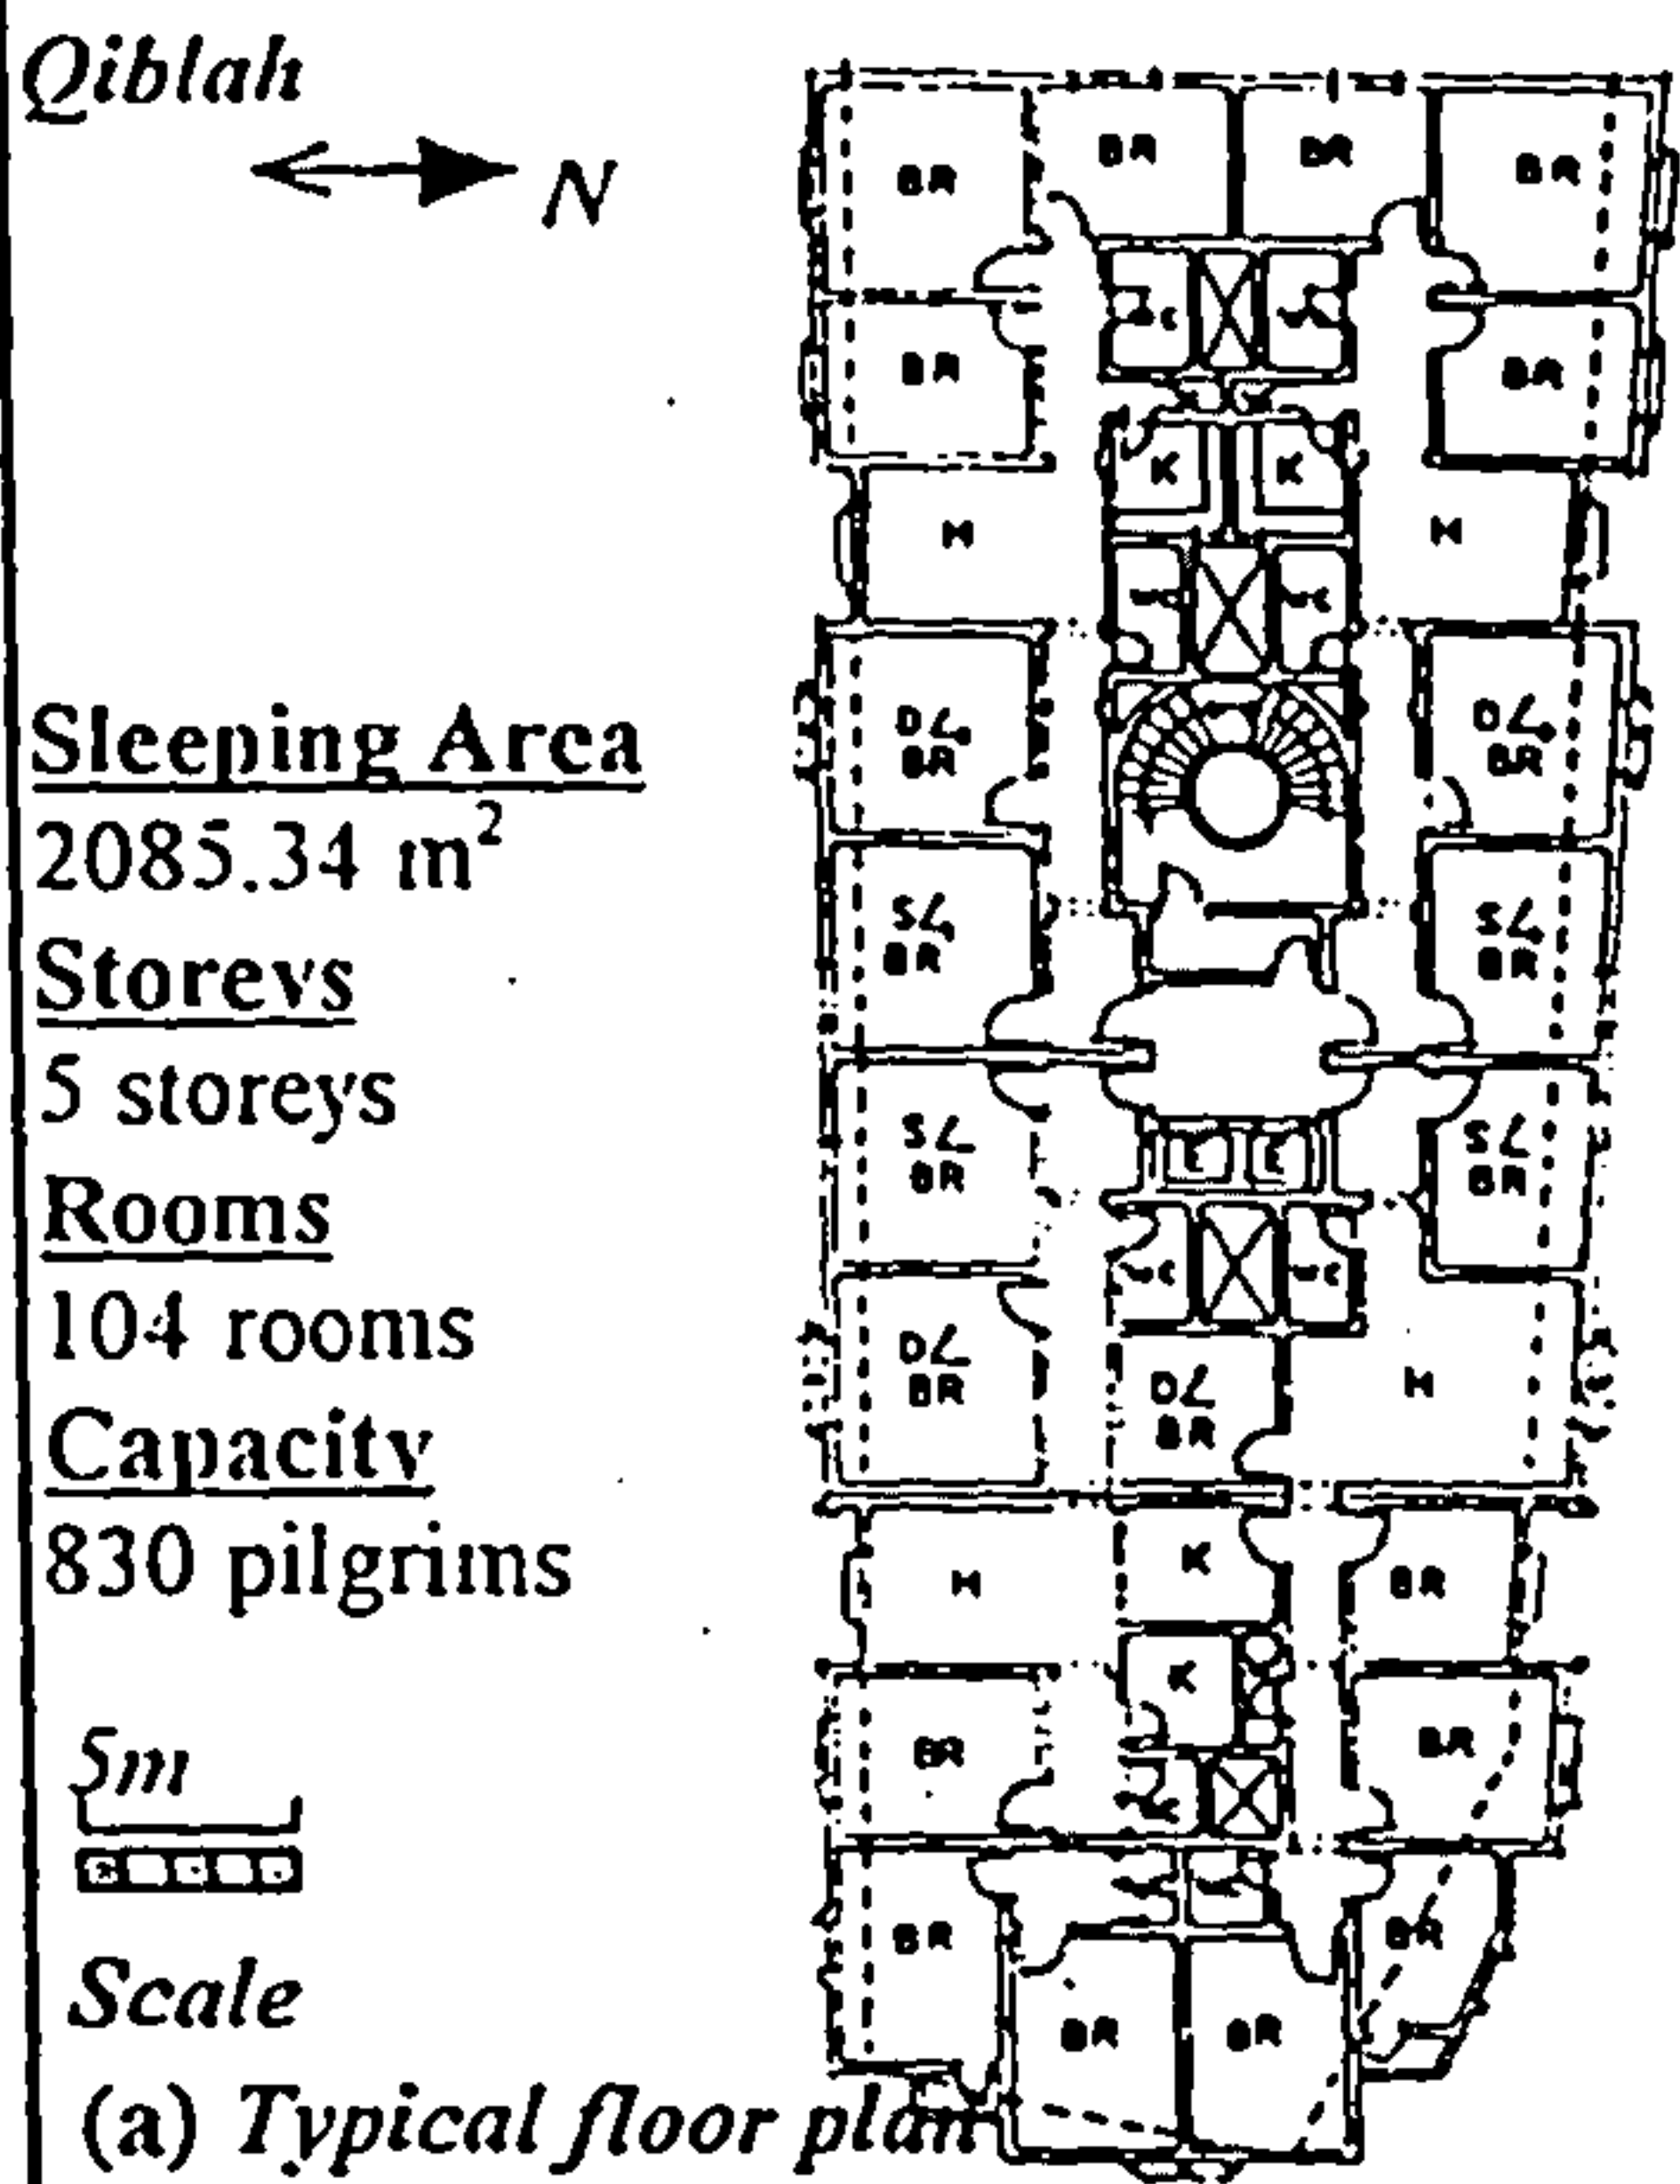 Qiblah
N
Sleeping Area
2085.34 m²
Storeys
5 storeys
Rooms
104 rooms
Capacity
830 pilgrims
5m
Scale
(a) Typical floor plan
BR BR BR BR
BR BR
K K
H H
DL BR DL BR
SL BR SL BR
SL BR SL BR
DL BR DL BR H
H K BR
BR K BR
BR BR
BR BR